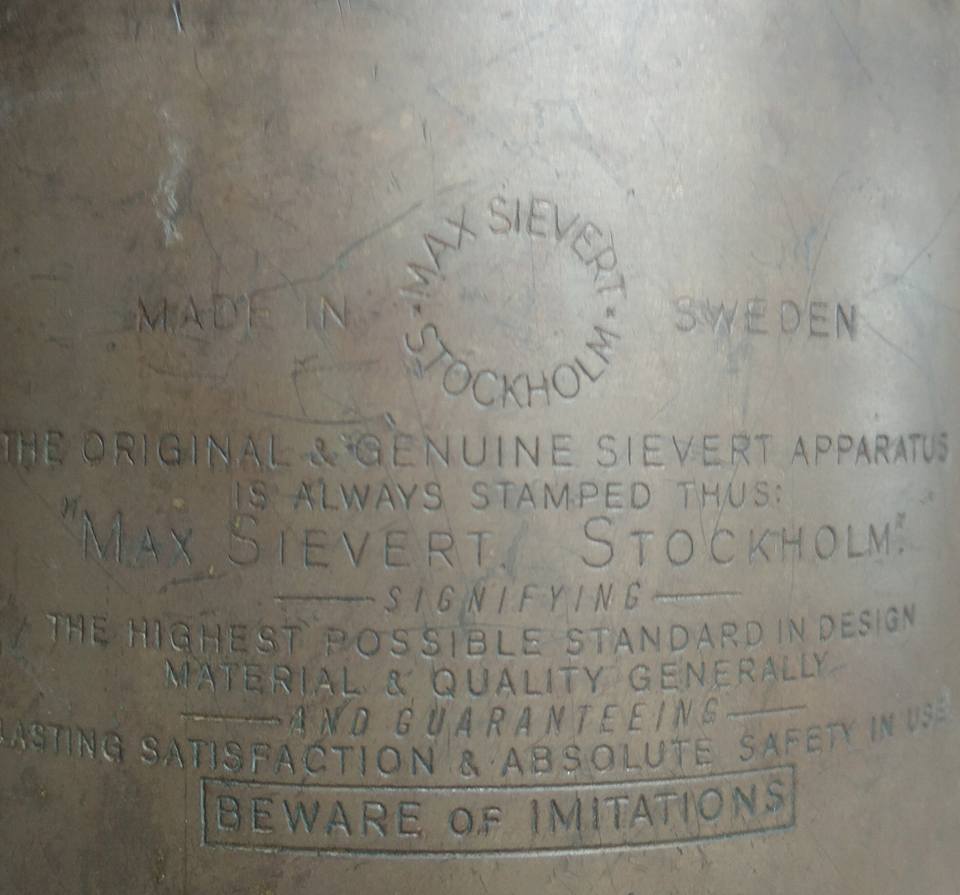 MAX SIEVERT
MADE IN SWEDEN
STOCKHOLM
THE ORIGINAL & GENUINE SIEVERT APPARATUS
IS ALWAYS STAMPED THUS:
"MAX SIEVERT. STOCKHOLM".
SIGNIFYING
THE HIGHEST POSSIBLE STANDARD IN DESIGN
MATERIAL & QUALITY GENERALLY
AND GUARANTEEING
LASTING SATISFACTION & ABSOLUTE SAFETY IN USE
BEWARE OF IMITATIONS